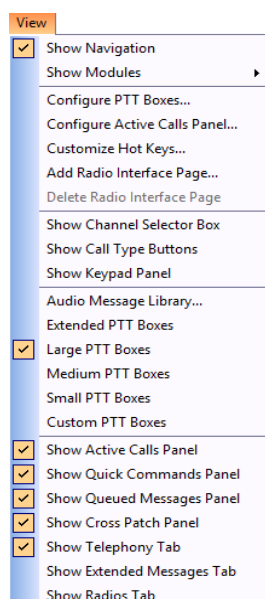 View
Show Navigation
Show Modules
Configure PTT Boxes...
Configure Active Calls Panel...
Customize Hot Keys...
Add Radio Interface Page...
Delete Radio Interface Page
Show Channel Selector Box
Show Call Type Buttons
Show Keypad Panel
Audio Message Library...
Extended PTT Boxes
Large PTT Boxes
Medium PTT Boxes
Small PTT Boxes
Custom PTT Boxes
Show Active Calls Panel
Show Quick Commands Panel
Show Queued Messages Panel
Show Cross Patch Panel
Show Telephony Tab
Show Extended Messages Tab
Show Radios Tab